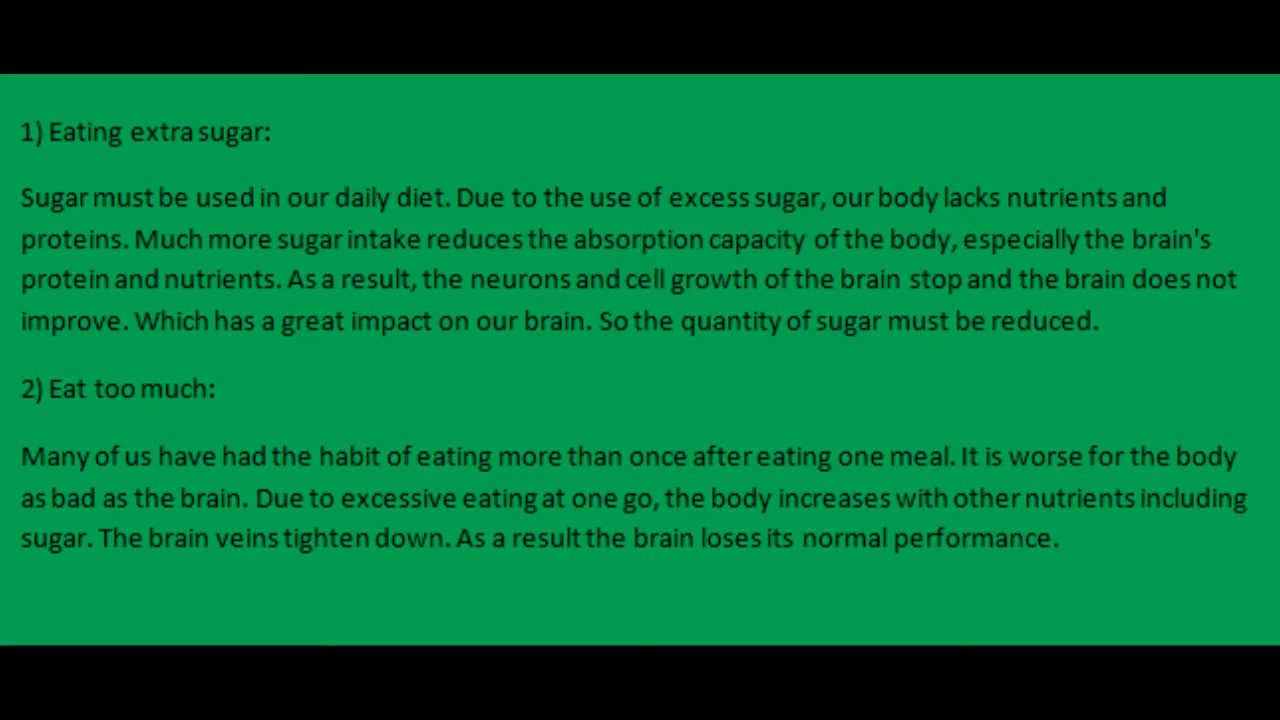 1) Eating extra sugar:
Sugar must be used in our daily diet. Due to the use of excess sugar, our body lacks nutrients and
proteins. Much more sugar intake reduces the absorption capacity of the body, especially the brain's
protein and nutrients. As a result, the neurons and cell growth of the brain stop and the brain does not
improve. Which has a great impact on our brain. So the quantity of sugar must be reduced.
2) Eat too much:
Many of us have had the habit of eating more than once after eating one meal. It is worse for the body
as bad as the brain. Due to excessive eating at one go, the body increases with other nutrients including
sugar. The brain veins tighten down. As a result the brain loses its normal performance.